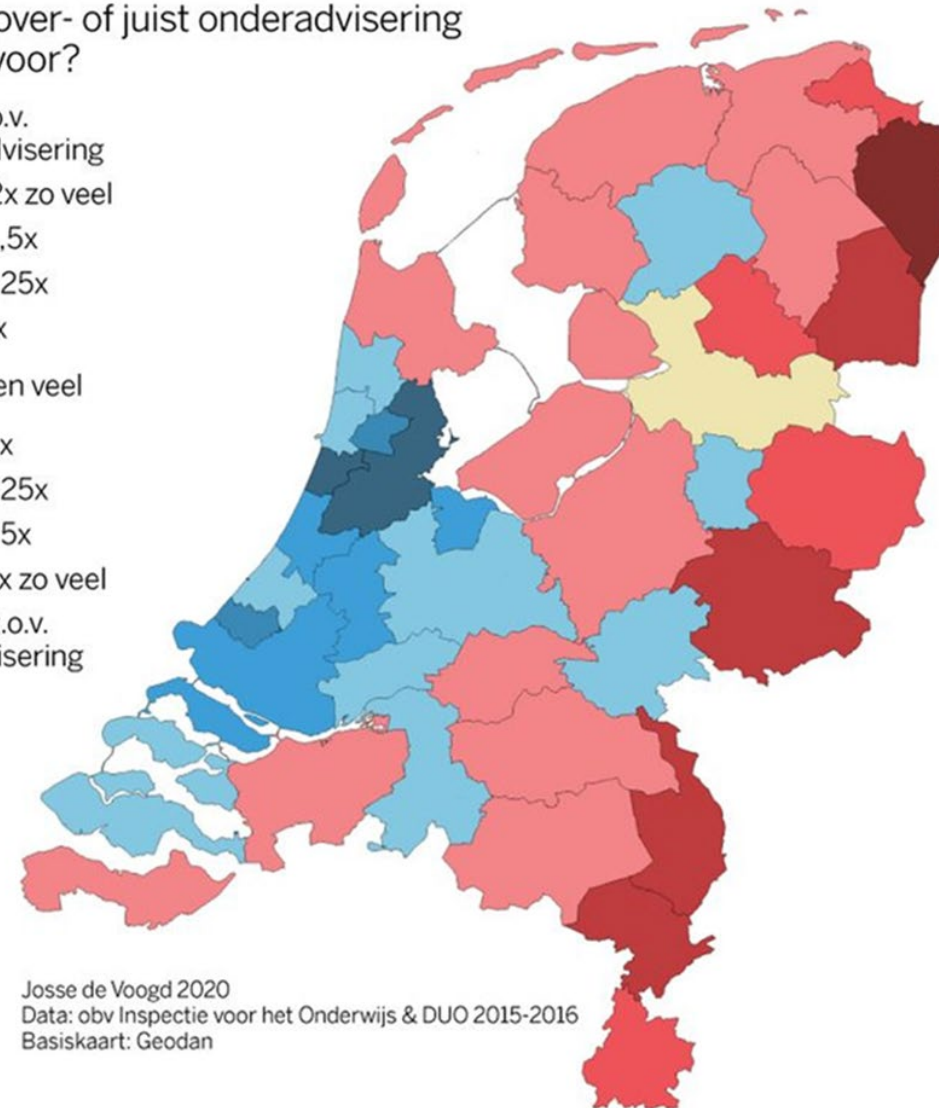 over- of juist onderadvisering
voor?
o.v.
dvisering
2x zo veel
,5x
25x
x
en veel
x
25x
5x
x zo veel
.o.v.
isering
Josse de Voogd 2020
Data: obv Inspectie voor het Onderwijs & DUO 2015-2016
Basiskaart: Geodan